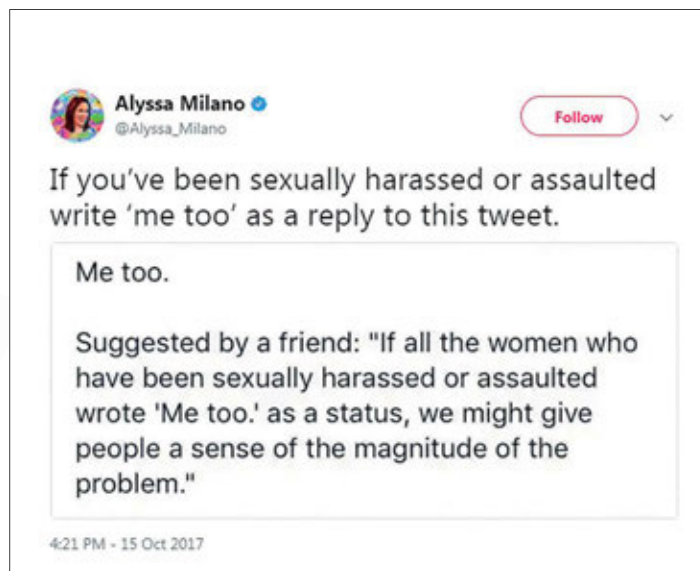 Alyssa Milano
@Alyssa_Milano
Follow
If you’ve been sexually harassed or assaulted
write ‘me too’ as a reply to this tweet.
Me too.
Suggested by a friend: "If all the women who
have been sexually harassed or assaulted
wrote 'Me too.' as a status, we might give
people a sense of the magnitude of the
problem."
4:21 PM - 15 Oct 2017